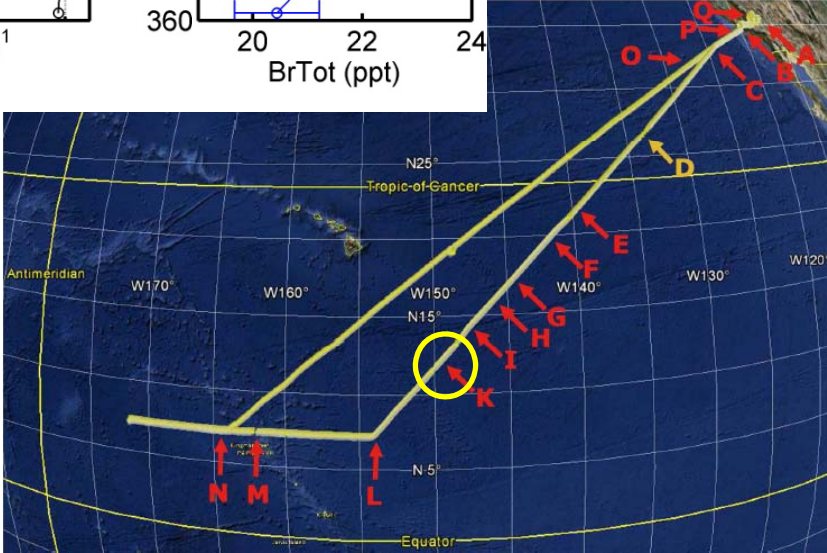 1
360
20 22 24
BrTot (ppt)
Q
P
A
O
B
C
N25°
D
Tropic of Cancer
E
F
Antimeridian
W170°
W160°
W150°
W140°
W130°
W120°
N15°
G
H
I
K
N 5°
N
M
L
Equator